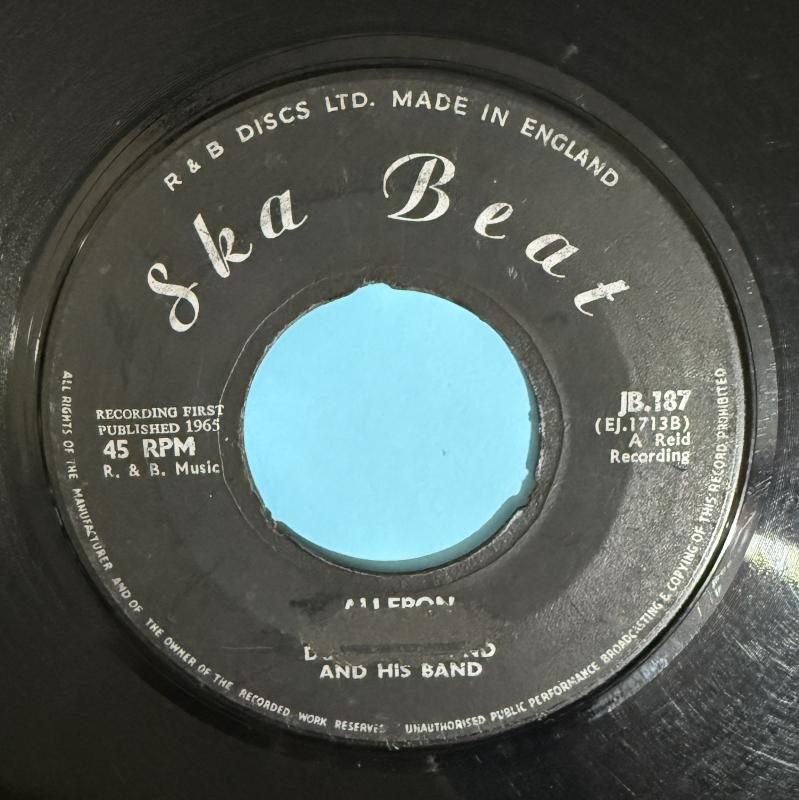 R & B DISCS LTD. MADE IN ENGLAND
Ska Beat
RECORDING FIRST
PUBLISHED 1965
45 RPM
R. & B. Music
JB.187
(EJ.1713B)
A Reid
Recording
AND HIS BAND
ALL RIGHTS OF THE MANUFACTURER AND OF THE OWNER OF THE RECORDED WORK RESERVED UNAUTHORISED PUBLIC PERFORMANCE BROADCASTING & COPYING OF THIS RECORD PROHIBITED